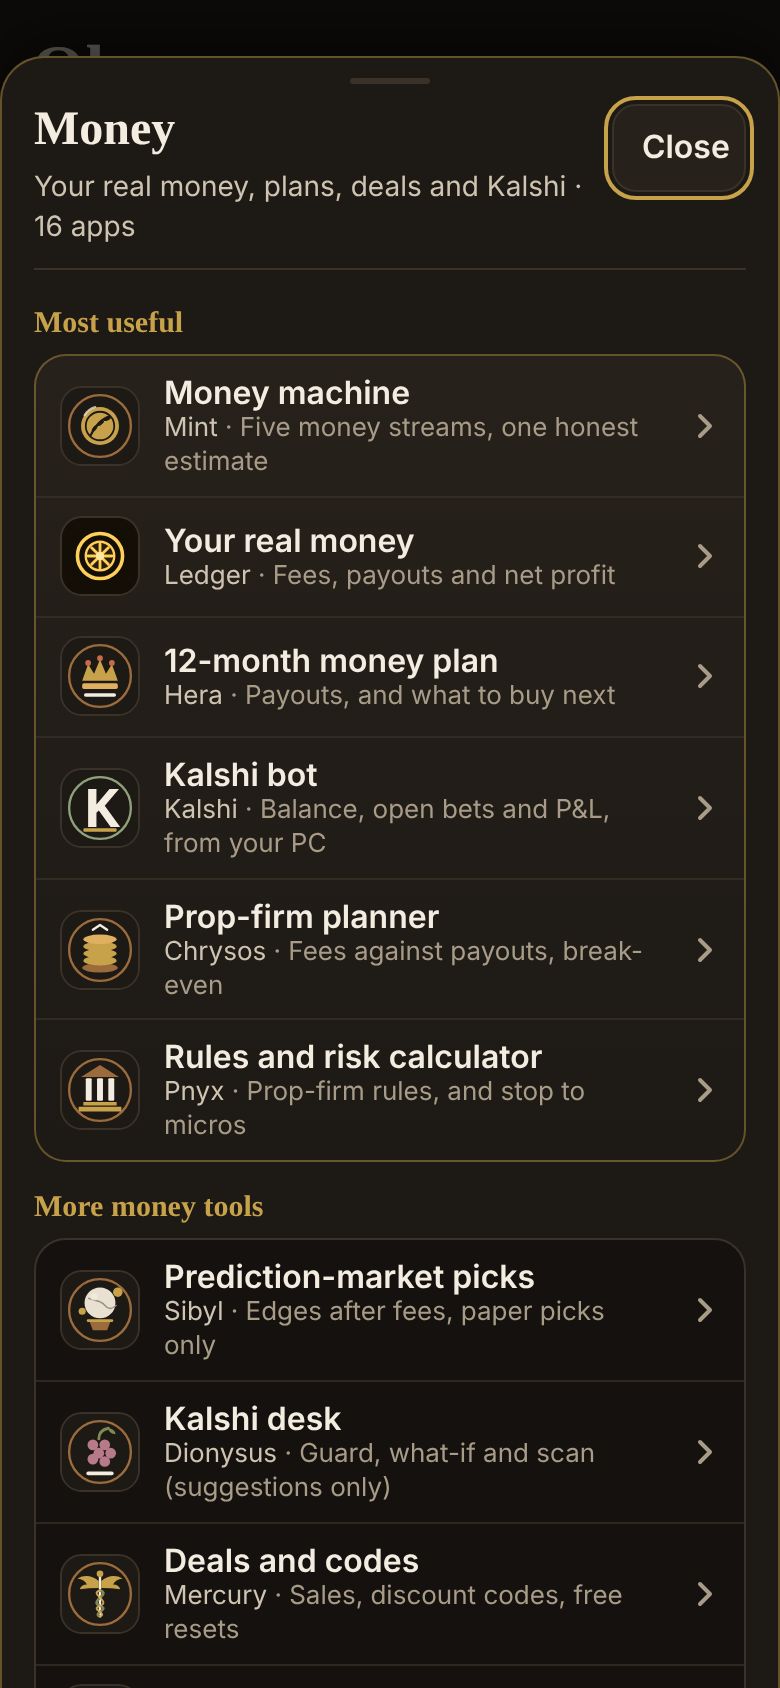 Money
Close
Your real money, plans, deals and Kalshi ·
16 apps
Most useful
Money machine
Mint · Five money streams, one honest
estimate
Your real money
Ledger · Fees, payouts and net profit
12-month money plan
Hera · Payouts, and what to buy next
K
Kalshi bot
Kalshi · Balance, open bets and P&L,
from your PC
Prop-firm planner
Chrysos · Fees against payouts, break-
even
Rules and risk calculator
Pnyx · Prop-firm rules, and stop to
micros
More money tools
Prediction-market picks
Sibyl · Edges after fees, paper picks
only
Kalshi desk
Dionysus · Guard, what-if and scan
(suggestions only)
Deals and codes
Mercury · Sales, discount codes, free
resets